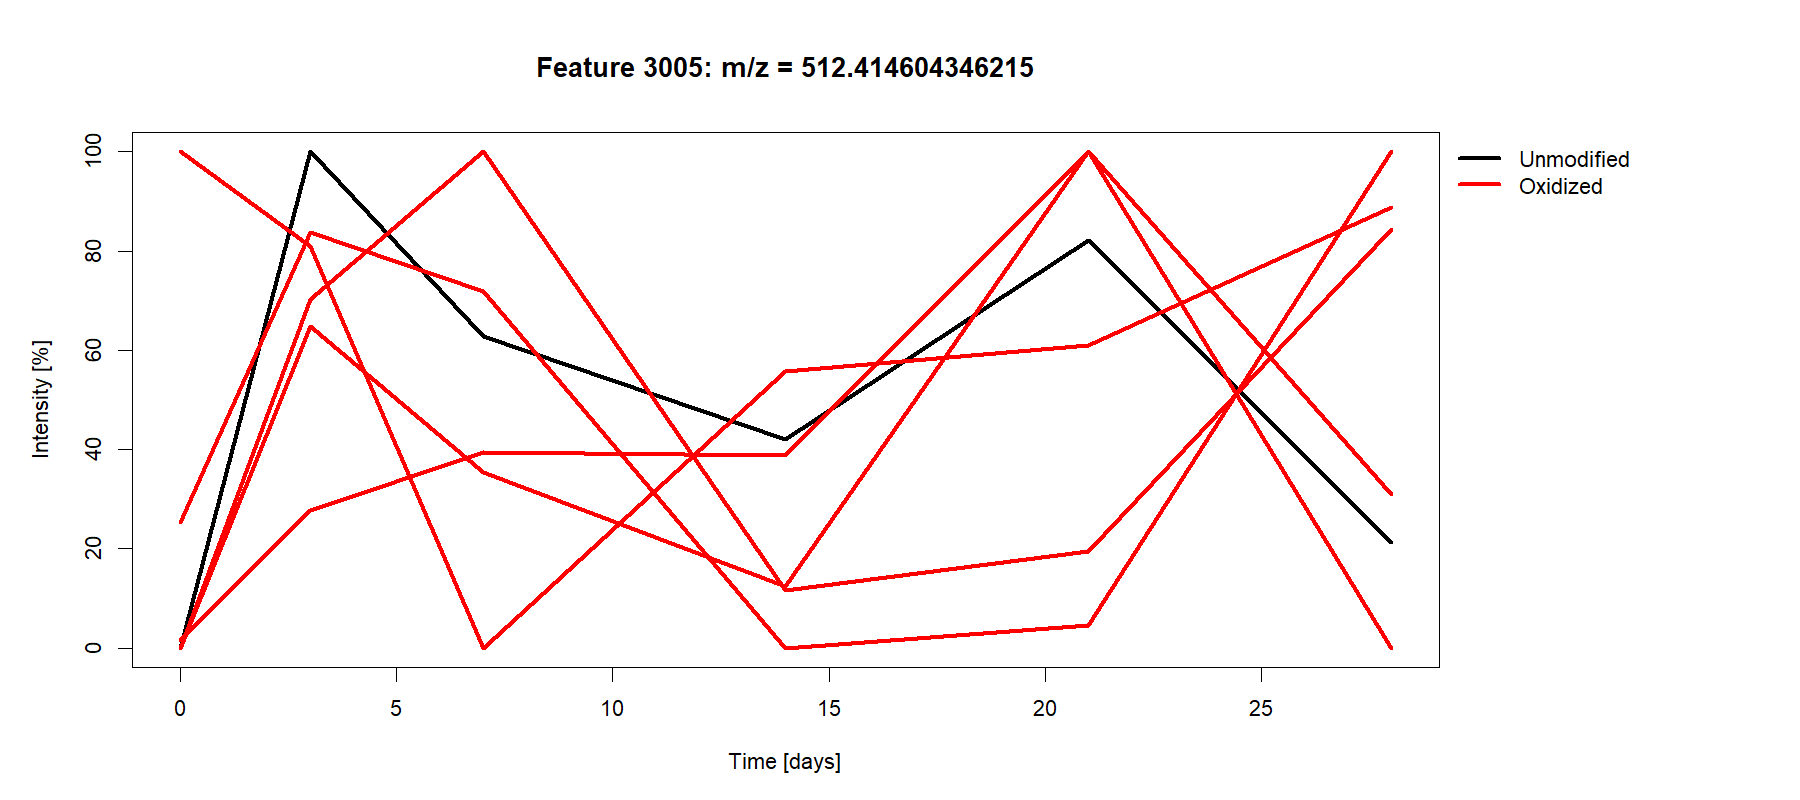 Feature 3005: m/z = 512.414604346215
Unmodified
Oxidized
Intensity [%]
100
80
60
40
20
0
0 5 10 15 20 25
Time [days]